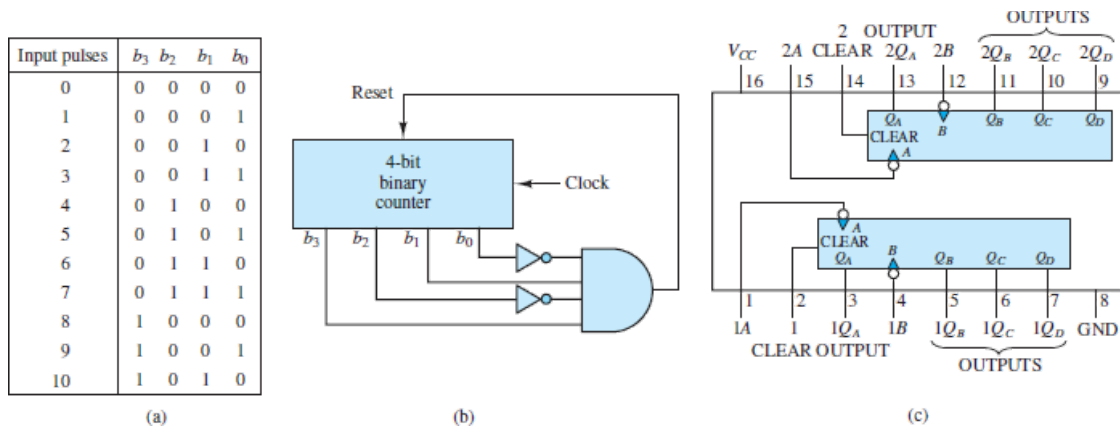 Input pulses b3 b2 b1 b0
0 0 0 0 0
1 0 0 0 1
2 0 0 1 0
3 0 0 1 1
4 0 1 0 0
5 0 1 0 1
6 0 1 1 0
7 0 1 1 1
8 1 0 0 0
9 1 0 0 1
10 1 0 1 0
(a)
Reset
4-bit
binary
counter
Clock
b3 b2 b1 b0
(b)
OUTPUTS
2 OUTPUT
VCC 2A CLEAR 2QA 2B 2QB 2QC 2QD
16 15 14 13 12 11 10 9
QA B QB QC QD
CLEAR
A
A
CLEAR
QA B QB QC QD
1 2 3 4 5 6 7 8
1A 1 1QA 1B 1QB 1QC 1QD GND
CLEAR OUTPUT
OUTPUTS
(c)